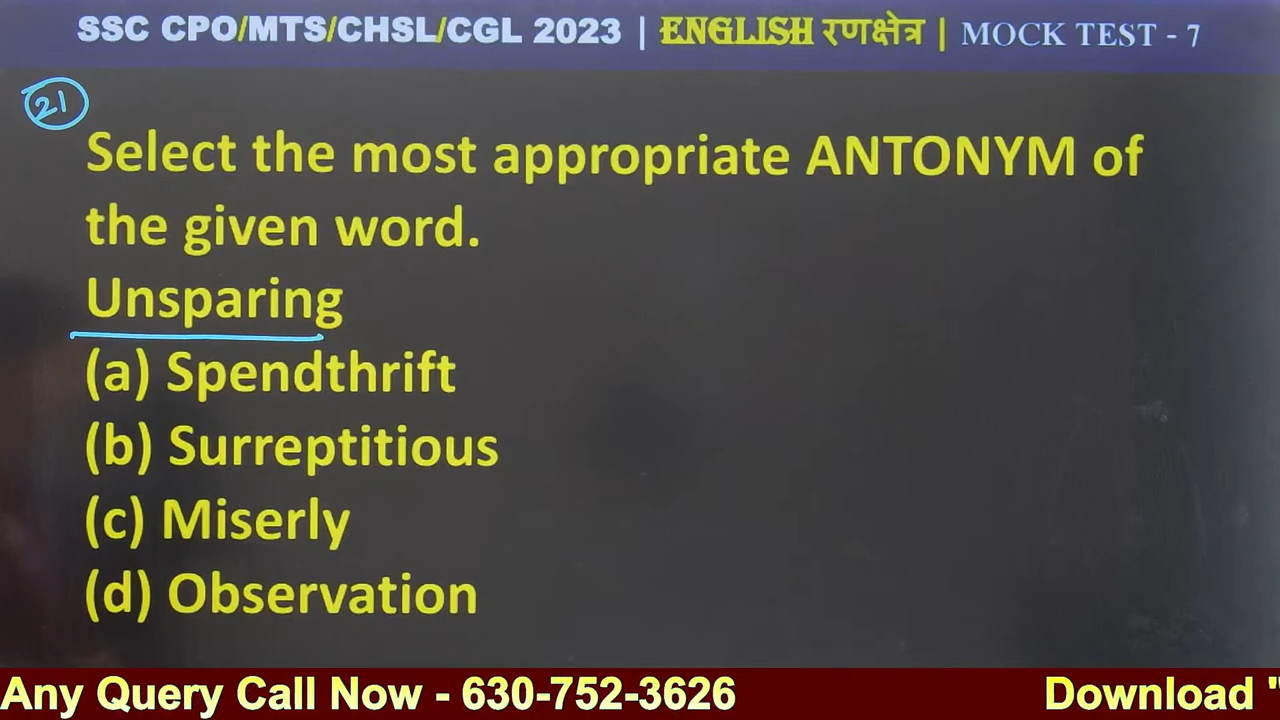 SSC CPO/MTS/CHSL/CGL 2023 | ENGLISH रणक्षेत्र | MOCK TEST - 7
21
Select the most appropriate ANTONYM of
the given word.
Unsparing
(a) Spendthrift
(b) Surreptitious
(c) Miserly
(d) Observation
Any Query Call Now - 630-752-3626 Download "